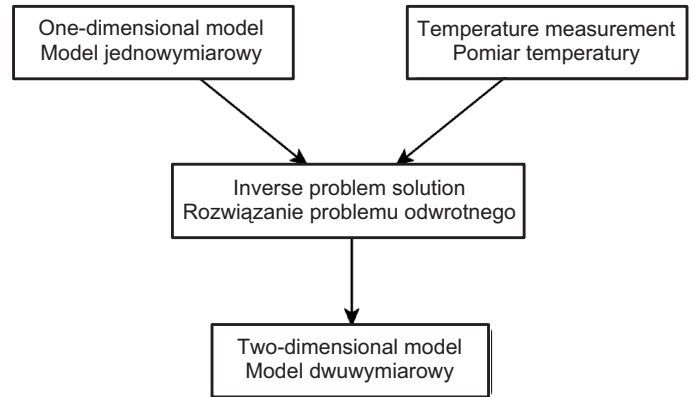 One-dimensional model
Model jednowymiarowy
Temperature measurement
Pomiar temperatury
Inverse problem solution
Rozwiązanie problemu odwrotnego
Two-dimensional model
Model dwuwymiarowy